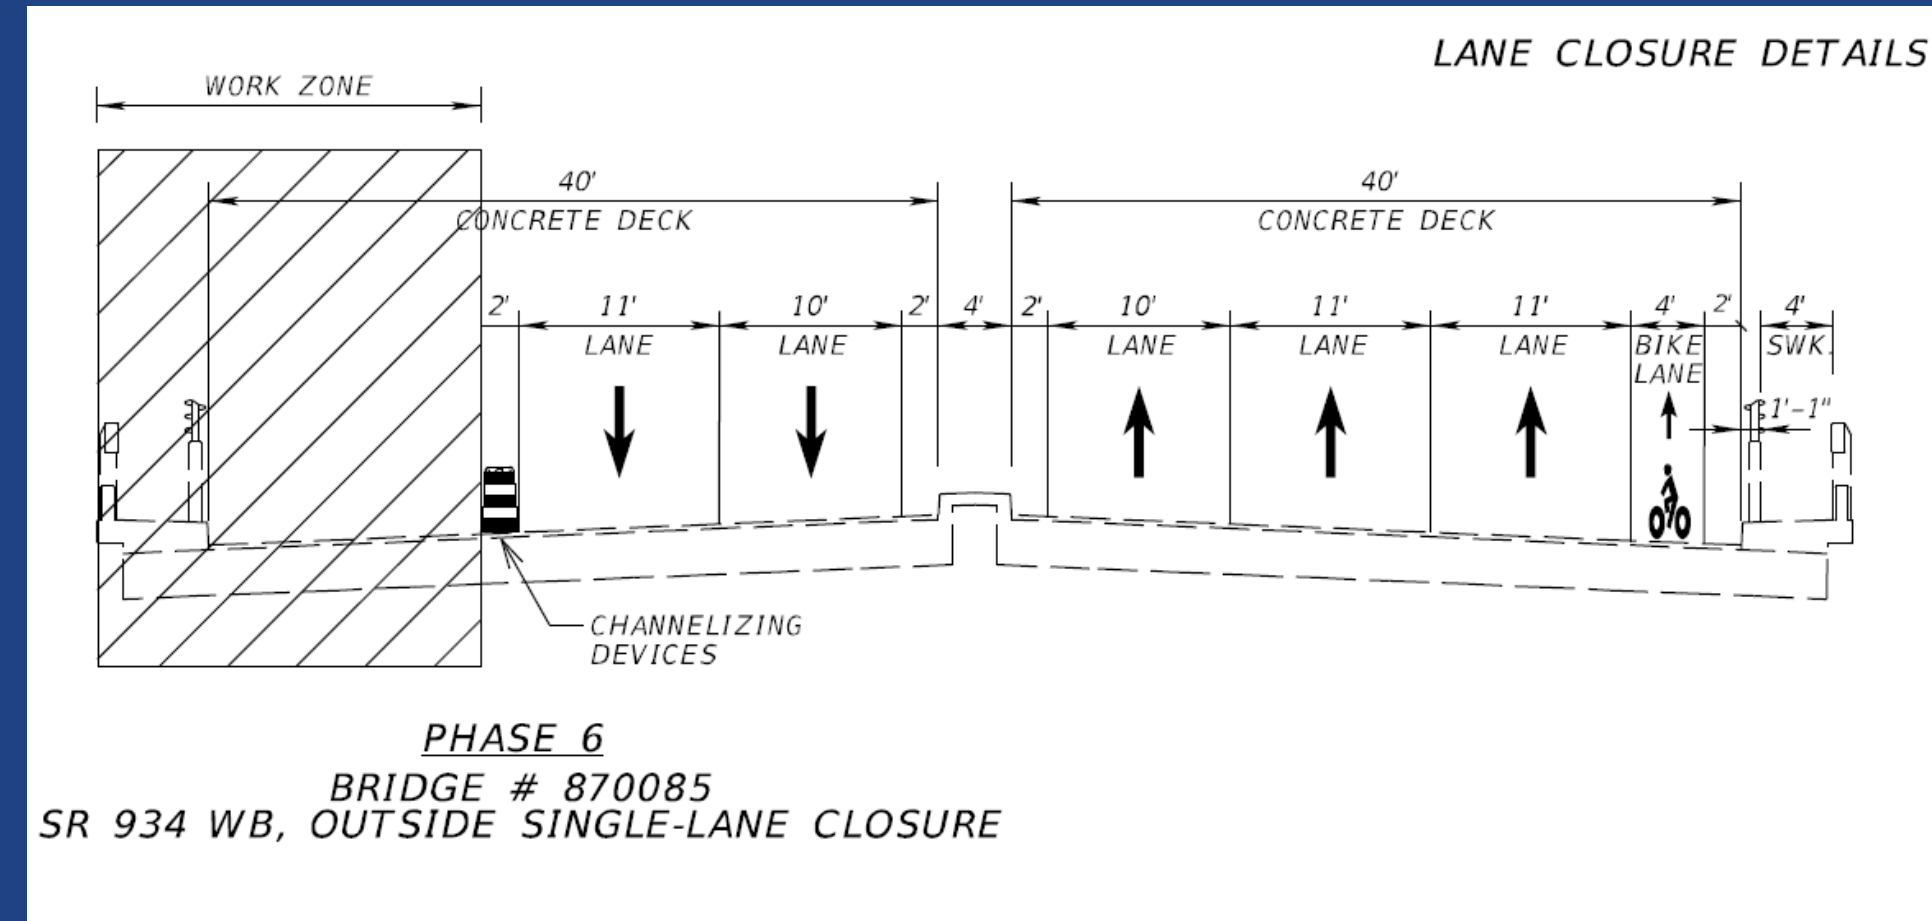 LANE CLOSURE DETAILS
WORK ZONE
40'
CONCRETE DECK
40'
CONCRETE DECK
2' 11' 10' 2' 4' 2' 10' 11' 11' 4' 2' 4'
LANE LANE LANE LANE LANE BIKE SWK.
LANE
1'-1"
CHANNELIZING
DEVICES
PHASE 6
BRIDGE # 870085
SR 934 WB, OUTSIDE SINGLE-LANE CLOSURE